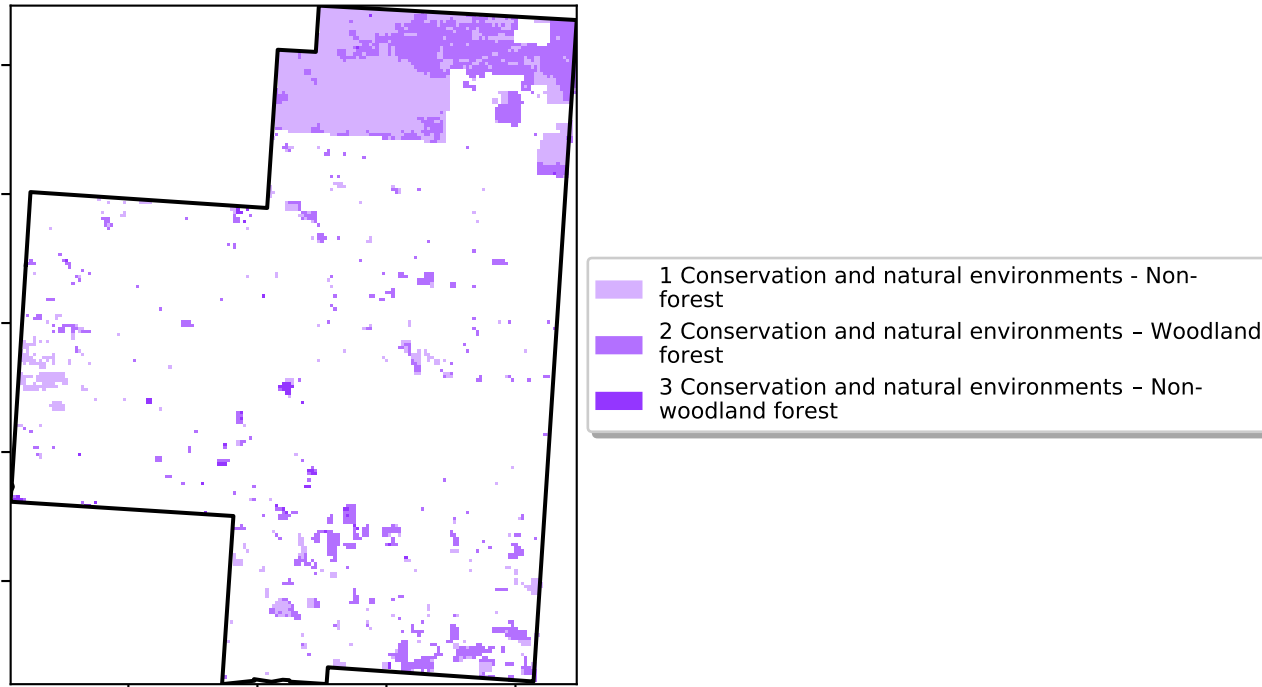 1 Conservation and natural environments - Non-
forest
2 Conservation and natural environments – Woodland
forest
3 Conservation and natural environments – Non-
woodland forest